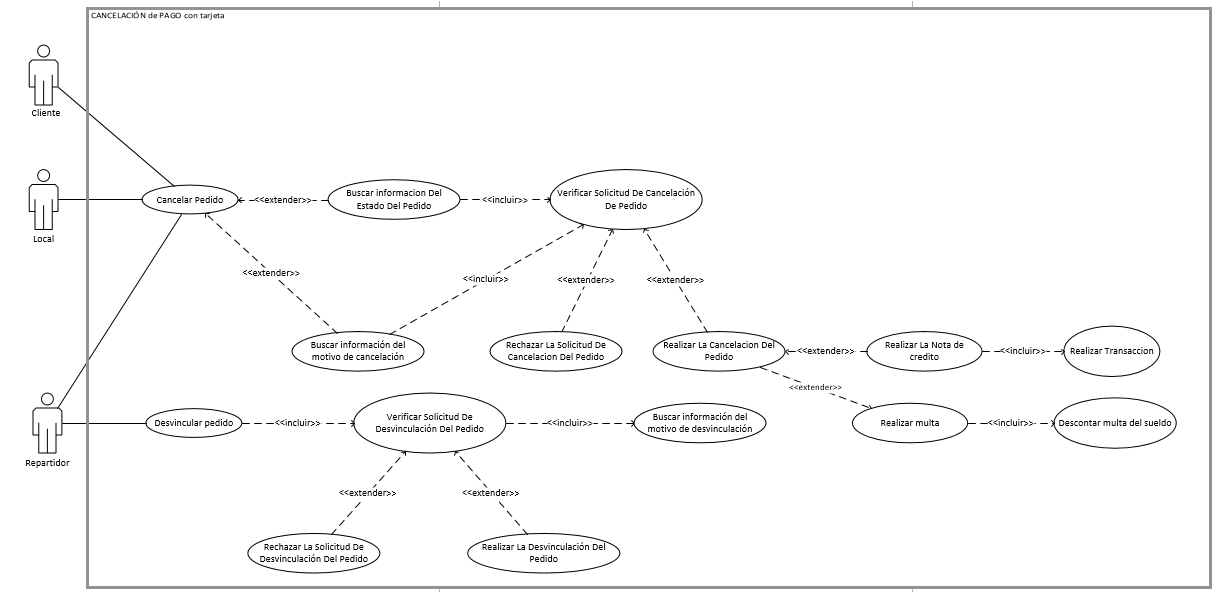 CANCELACIÓN de PAGO con tarjeta
Cliente
Local
Cancelar Pedido
<<extender>>
Buscar informacion Del
Estado Del Pedido
<<incluir>>
Verificar Solicitud De Cancelación
De Pedido
<<extender>>
<<incluir>>
<<extender>>
<<extender>>
Buscar información del
motivo de cancelación
Rechazar La Solicitud De
Cancelacion Del Pedido
Realizar La Cancelacion Del
Pedido
<<extender>>
Realizar La Nota de
credito
<<incluir>>
Realizar Transaccion
<<extender>>
Repartidor
Desvincular pedido
<<incluir>>
Verificar Solicitud De
Desvinculación Del Pedido
<<incluir>>
Buscar información del
motivo de desvinculación
Realizar multa
<<incluir>>
Descontar multa del sueldo
<<extender>>
<<extender>>
Rechazar La Solicitud De
Desvinculación Del Pedido
Realizar La Desvinculación Del
Pedido